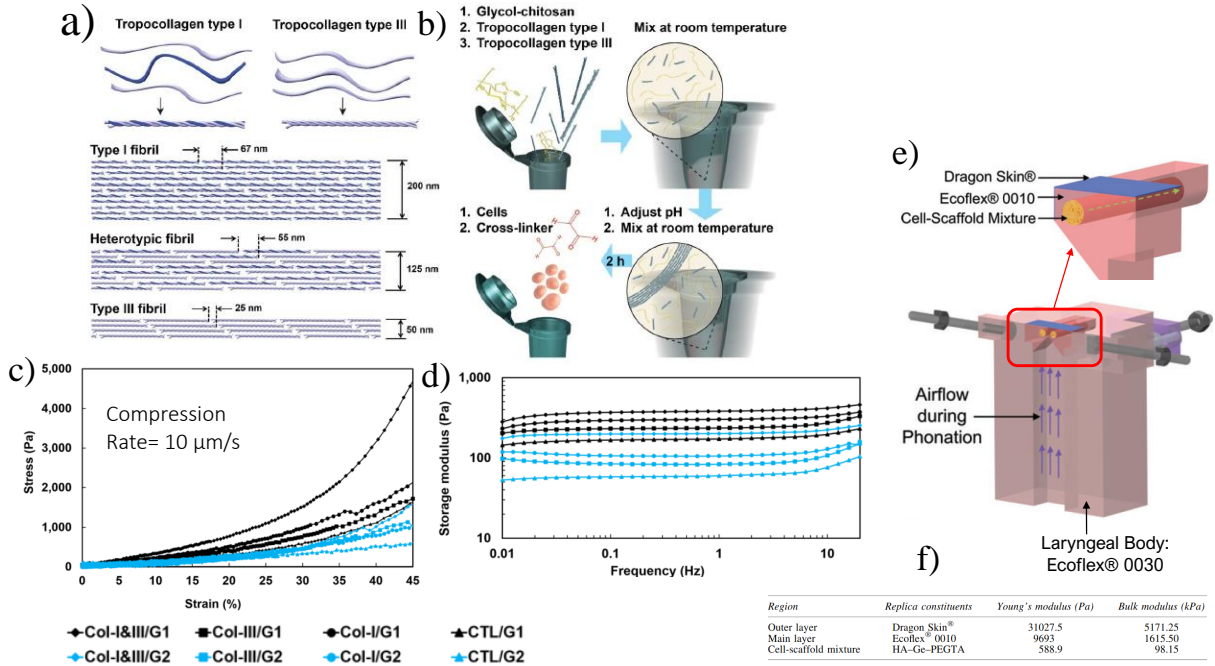 a)
Tropocollagen type I
Tropocollagen type III
Type I fibril
67 nm
200 nm
Heterotypic fibril
55 nm
125 nm
Type III fibril
25 nm
50 nm
b)
1. Glycol-chitosan
2. Tropocollagen type I
3. Tropocollagen type III
Mix at room temperature
1. Cells
2. Cross-linker
1. Adjust pH
2. Mix at room temperature
2 h
c)
5,000
4,000
3,000
2,000
1,000
0
Stress (Pa)
Compression
Rate= 10 μm/s
0 5 10 15 20 25 30 35 40 45
Strain (%)
d)
1000
100
10
Storage modulus (Pa)
0.01 0.1 1 10
Frequency (Hz)
Col-I&III/G1 Col-III/G1 Col-I/G1 CTL/G1
Col-I&III/G2 Col-III/G2 Col-I/G2 CTL/G2
e)
Dragon Skin®
Ecoflex® 0010
Cell-Scaffold Mixture
Airflow
during
Phonation
Laryngeal Body:
Ecoflex® 0030
f)
Region Replica constituents Young's modulus (Pa) Bulk modulus (kPa)
Outer layer Dragon Skin® 31027.5 5171.25
Main layer Ecoflex® 0010 9693 1615.50
Cell-scaffold mixture HA–Ge–PEGTA 588.9 98.15